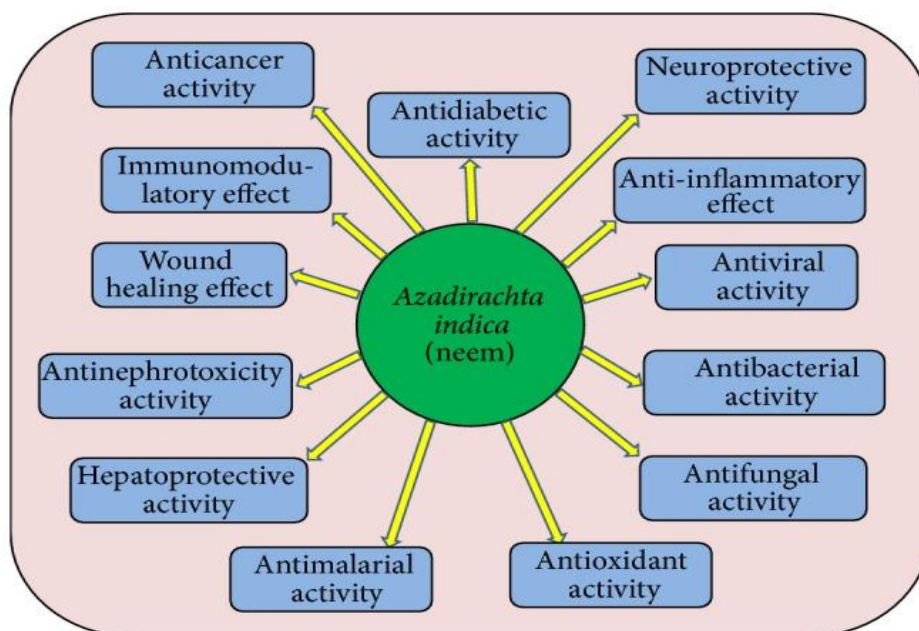 Anticancer
activity
Antidiabetic
activity
Neuroprotective
activity
Immunomodu-
latory effect
Anti-inflammatory
effect
Wound
healing effect
Azadirachta
indica
(neem)
Antiviral
activity
Antinephrotoxicity
activity
Antibacterial
activity
Hepatoprotective
activity
Antifungal
activity
Antimalarial
activity
Antioxidant
activity